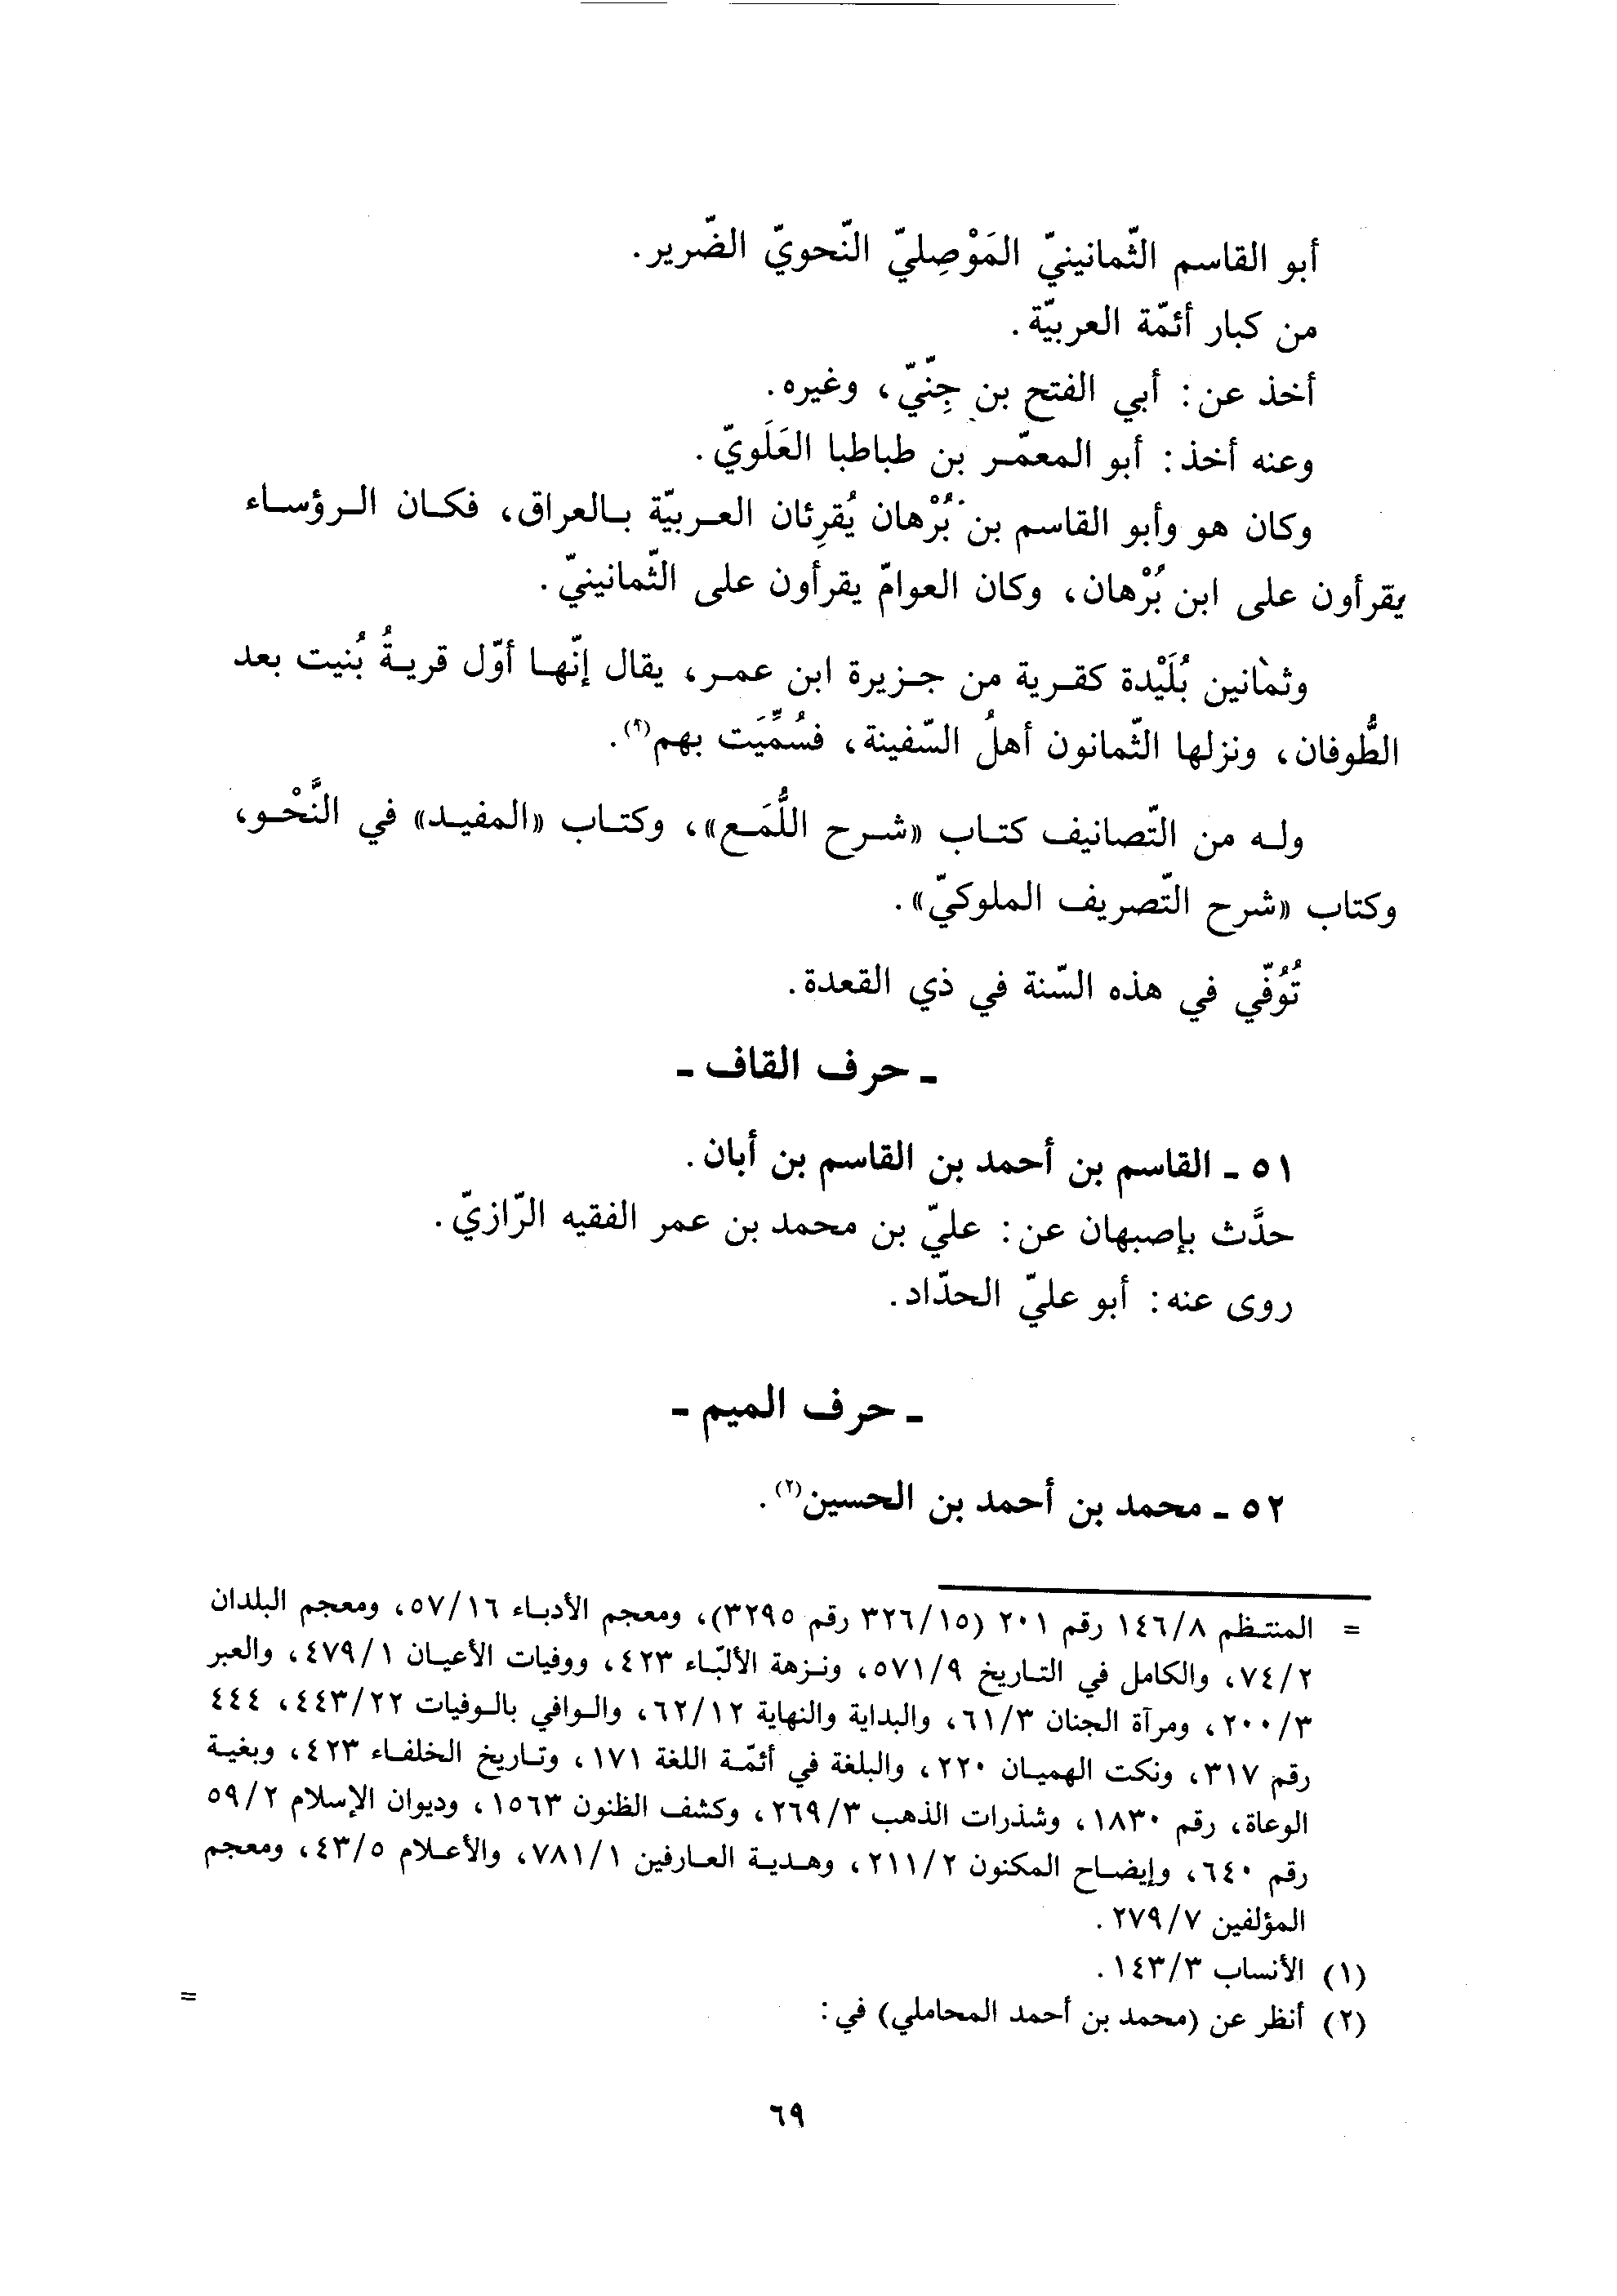 أبو القاسم الثّمانينيّ المَوْصِليّ النّحويّ الضّرير.
من كبار أئمّة العربيّة.
أخذ عن: أبي الفتح بن جِنّيّ، وغيره.
وعنه أخذ: أبو المعمّر بن طباطبا العَلَويّ.
وكان هو وأبو القاسم بن بُرْهان يُقرِئان العربيّة بالعراق، فكان الرؤساء
يقرأون على ابن بُرْهان، وكان العوامّ يقرأون على الثّمانينيّ.
وثمانين بُلَيْدة كقرية من جزيرة ابن عمر، يقال إنّها أوّل قريةُ بُنيت بعد
الطُّوفان، ونزلها الثّمانون أهلُ السّفينة، فسُمِّيَت بهم(١).
وله من التّصانيف كتاب «شرح اللُّمَع»، وكتاب «المفيد» في النَّحْو،
وكتاب «شرح التّصريف الملوكيّ».
تُوُفّي في هذه السّنة في ذي القعدة.
ـ حرف القاف ـ
٥١ ـ القاسم بن أحمد بن القاسم بن أبان.
حدَّث بإصبهان عن: عليّ بن محمد بن عمر الفقيه الرّازيّ.
روى عنه: أبو عليّ الحدّاد.
ـ حرف الميم ـ
٥٢ ـ محمد بن أحمد بن الحسين(٢).
= المنتظم ١٤٦/٨ رقم ٢٠١ (٣٢٦/١٥ رقم ٣٢٩٥)، ومعجم الأدباء ٥٧/١٦، ومعجم البلدان
٧٤/٢، والكامل في التاريخ ٥٧١/٩، ونزهة الألبّاء ٤٢٣، ووفيات الأعيان ٤٧٩/١، والعبر
٢٠٠/٣، ومرآة الجنان ٦١/٣، والبداية والنهاية ٦٢/١٢، والوافي بالوفيات ٤٤٣/٢٢، ٤٤٤
رقم ٣١٧، ونكت الهميان ٢٢٠، والبلغة في أئمّة اللغة ١٧١، وتاريخ الخلفاء ٤٢٣، وبغية
الوعاة، رقم ١٨٣٠، وشذرات الذهب ٢٦٩/٣، وكشف الظنون ١٥٦٣، وديوان الإسلام ٥٩/٢
رقم ٦٤٠، وإيضاح المكنون ٢١١/٢، وهدية العارفين ٧٨١/١، والأعلام ٤٣/٥، ومعجم
المؤلفين ٢٧٩/٧.
(١) الأنساب ١٤٣/٣.
(٢) أنظر عن (محمد بن أحمد المحاملي) في: =
٦٩